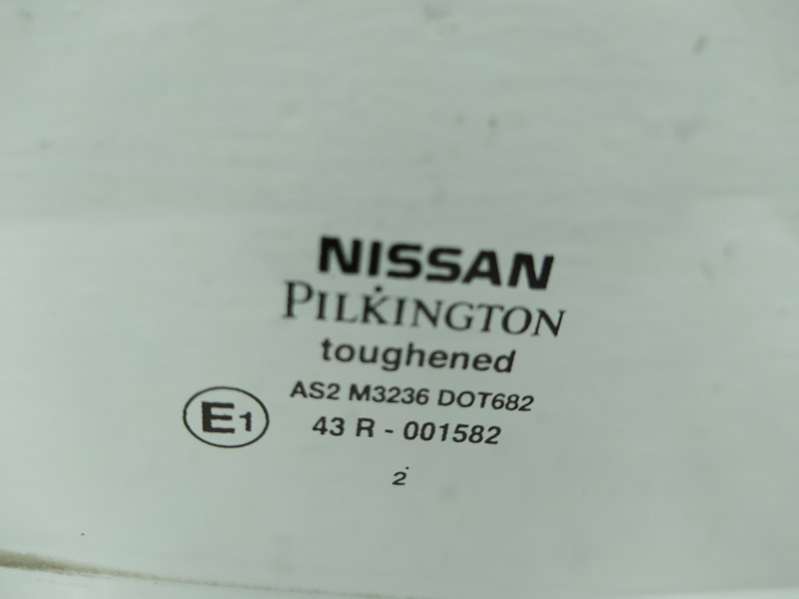 NISSAN
PILKINGTON
toughened
AS2 M3236 DOT682
E1 43 R - 001582
2